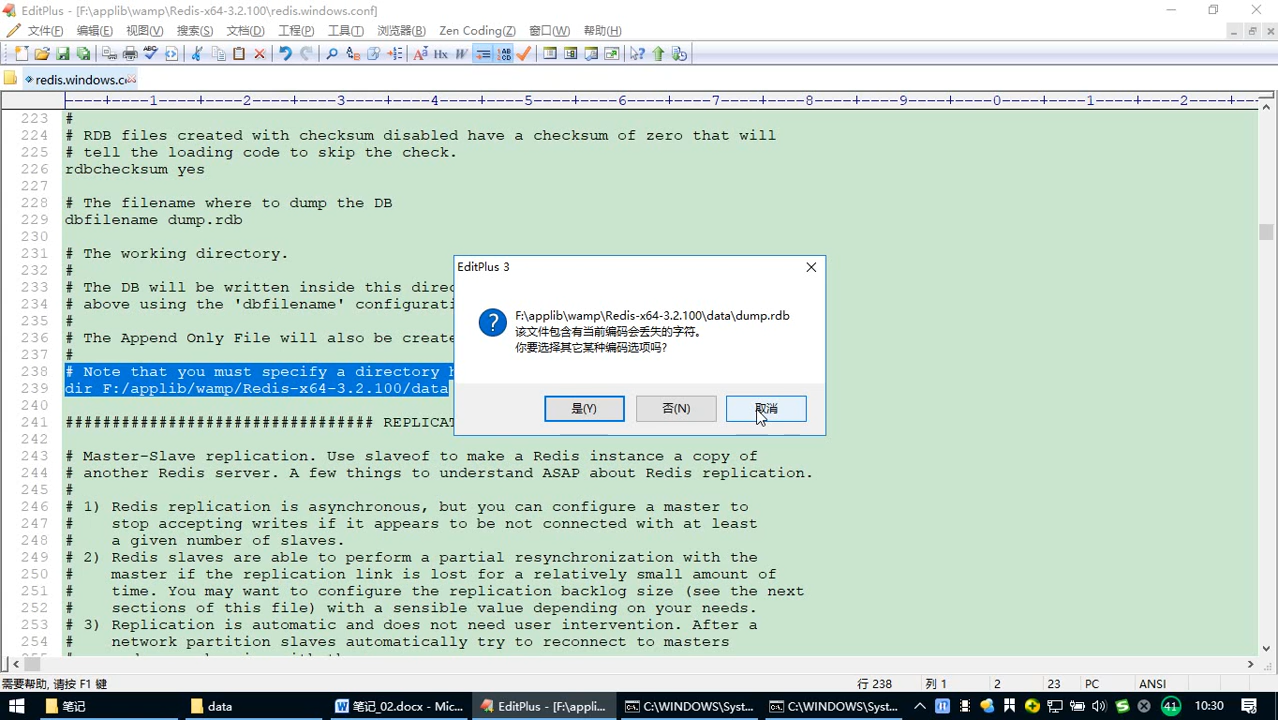 EditPlus - [F:\applib\wamp\Redis-x64-3.2.100\redis.windows.conf]
文件(F) 编辑(E) 视图(V) 搜索(S) 文档(D) 工程(P) 工具(T) 浏览器(B) Zen Coding(Z) 窗口(W) 帮助(H)
redis.windows.c
----+----1----+----2----+----3----+----4----+----5----+----6----+----7----+----8----+----9----+----0----+----1----+----2----+--
223 #
224 # RDB files created with checksum disabled have a checksum of zero that will
225 # tell the loading code to skip the check.
226 rdbchecksum yes
227
228 # The filename where to dump the DB
229 dbfilename dump.rdb
230
231 # The working directory.
232 #
233 # The DB will be written inside this direc
234 # above using the 'dbfilename' configurati
235 #
236 # The Append Only File will also be create
237 #
238 # Note that you must specify a directory h
239 dir F:/applib/wamp/Redis-x64-3.2.100/data
240
241 ################################# REPLICAT
242
243 # Master-Slave replication. Use slaveof to make a Redis instance a copy of
244 # another Redis server. A few things to understand ASAP about Redis replication.
245 #
246 # 1) Redis replication is asynchronous, but you can configure a master to
247 #    stop accepting writes if it appears to be not connected with at least
248 #    a given number of slaves.
249 # 2) Redis slaves are able to perform a partial resynchronization with the
250 #    master if the replication link is lost for a relatively small amount of
251 #    time. You may want to configure the replication backlog size (see the next
252 #    sections of this file) with a sensible value depending on your needs.
253 # 3) Replication is automatic and does not need user intervention. After a
254 #    network partition slaves automatically try to reconnect to masters
EditPlus 3
F:\applib\wamp\Redis-x64-3.2.100\data\dump.rdb
该文件包含有当前编码会丢失的字符。
你要选择其它某种编码选项吗?
是(Y) 否(N) 取消
需要帮助, 请按 F1 键 行 238 列 1 2 23 PC ANSI
笔记 data 笔记_02.docx - Mic... EditPlus - [F:\appli... C:\WINDOWS\Syst... C:\WINDOWS\Syst... 41 10:30